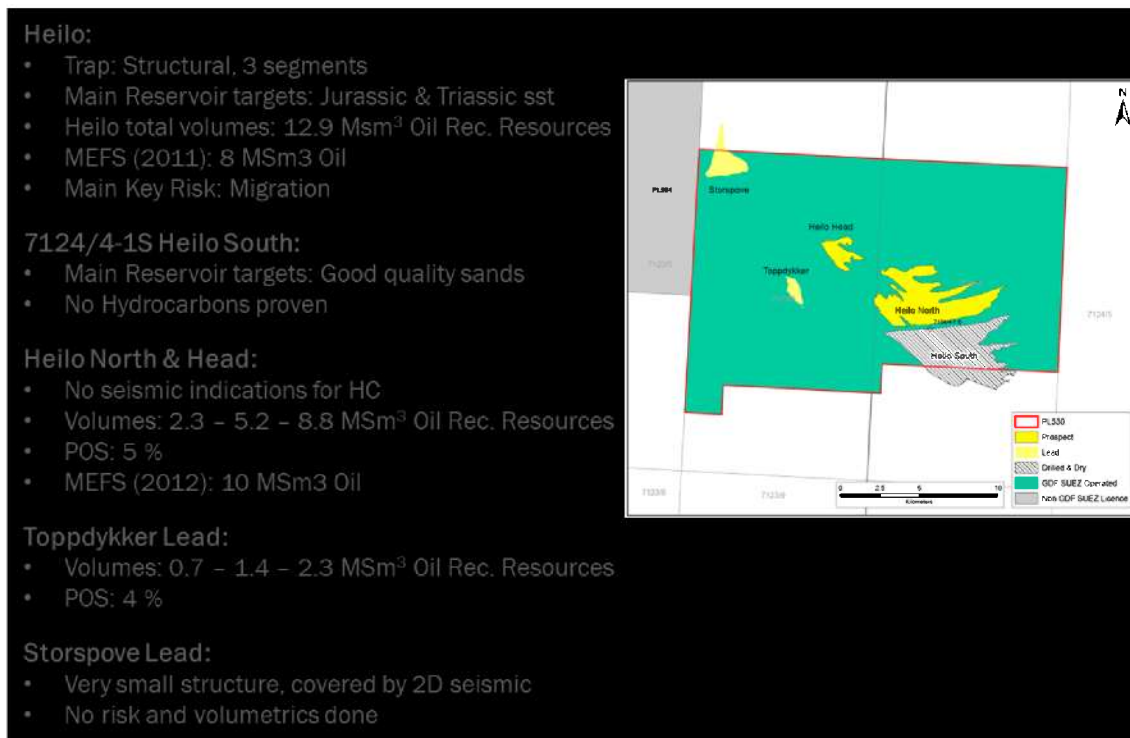 Heilo:
• Trap: Structural, 3 segments
• Main Reservoir targets: Jurassic & Triassic sst
• Heilo total volumes: 12.9 Msm³ Oil Rec. Resources
• MEFS (2011): 8 MSm3 Oil
• Main Key Risk: Migration
7124/4-1S Heilo South:
• Main Reservoir targets: Good quality sands
• No Hydrocarbons proven
Heilo North & Head:
• No seismic indications for HC
• Volumes: 2.3 – 5.2 – 8.8 MSm³ Oil Rec. Resources
• POS: 5 %
• MEFS (2012): 10 MSm3 Oil
Toppdykker Lead:
• Volumes: 0.7 – 1.4 – 2.3 MSm³ Oil Rec. Resources
• POS: 4 %
Storspove Lead:
• Very small structure, covered by 2D seismic
• No risk and volumetrics done
N
Storspove
Heilo Head
Toppdykker
Heilo North
7124/5
Heilo South
PL530
Prospect
Lead
Drilled & Dry
GDF SUEZ Operated
Non GDF SUEZ Licence
0 2.5 5 10
Kilometers
7123/9